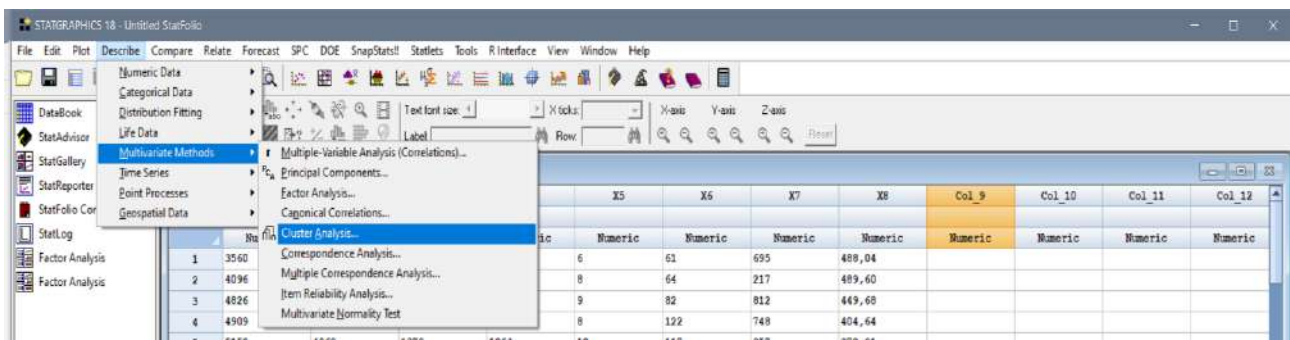 STATGRAPHICS 18 - Untitled StatFolio
File Edit Plot Describe Compare Relate Forecast SPC DOE SnapStats!! Statlets Tools R Interface View Window Help
Numeric Data
Categorical Data
Distribution Fitting
Life Data
Multivariate Methods
Time Series
Point Processes
Geospatial Data
Text font size: X ticks: X-axis Y-axis Z-axis
Label Row: Reset
DataBook
StatAdvisor
StatGallery
StatReporter
StatFolio Com
StatLog
Factor Analysis
Factor Analysis
Multiple-Variable Analysis (Correlations)...
Principal Components...
Factor Analysis...
Canonical Correlations...
Cluster Analysis...
Correspondence Analysis...
Multiple Correspondence Analysis...
Item Reliability Analysis...
Multivariate Normality Test
X5 X6 X7 X8 Col_9 Col_10 Col_11 Col_12
Nu ic Numeric Numeric Numeric Numeric Numeric Numeric Numeric Numeric
1 3560 6 61 695 488,04
2 4096 8 64 217 489,60
3 4826 9 82 812 449,68
4 4909 8 122 748 404,64